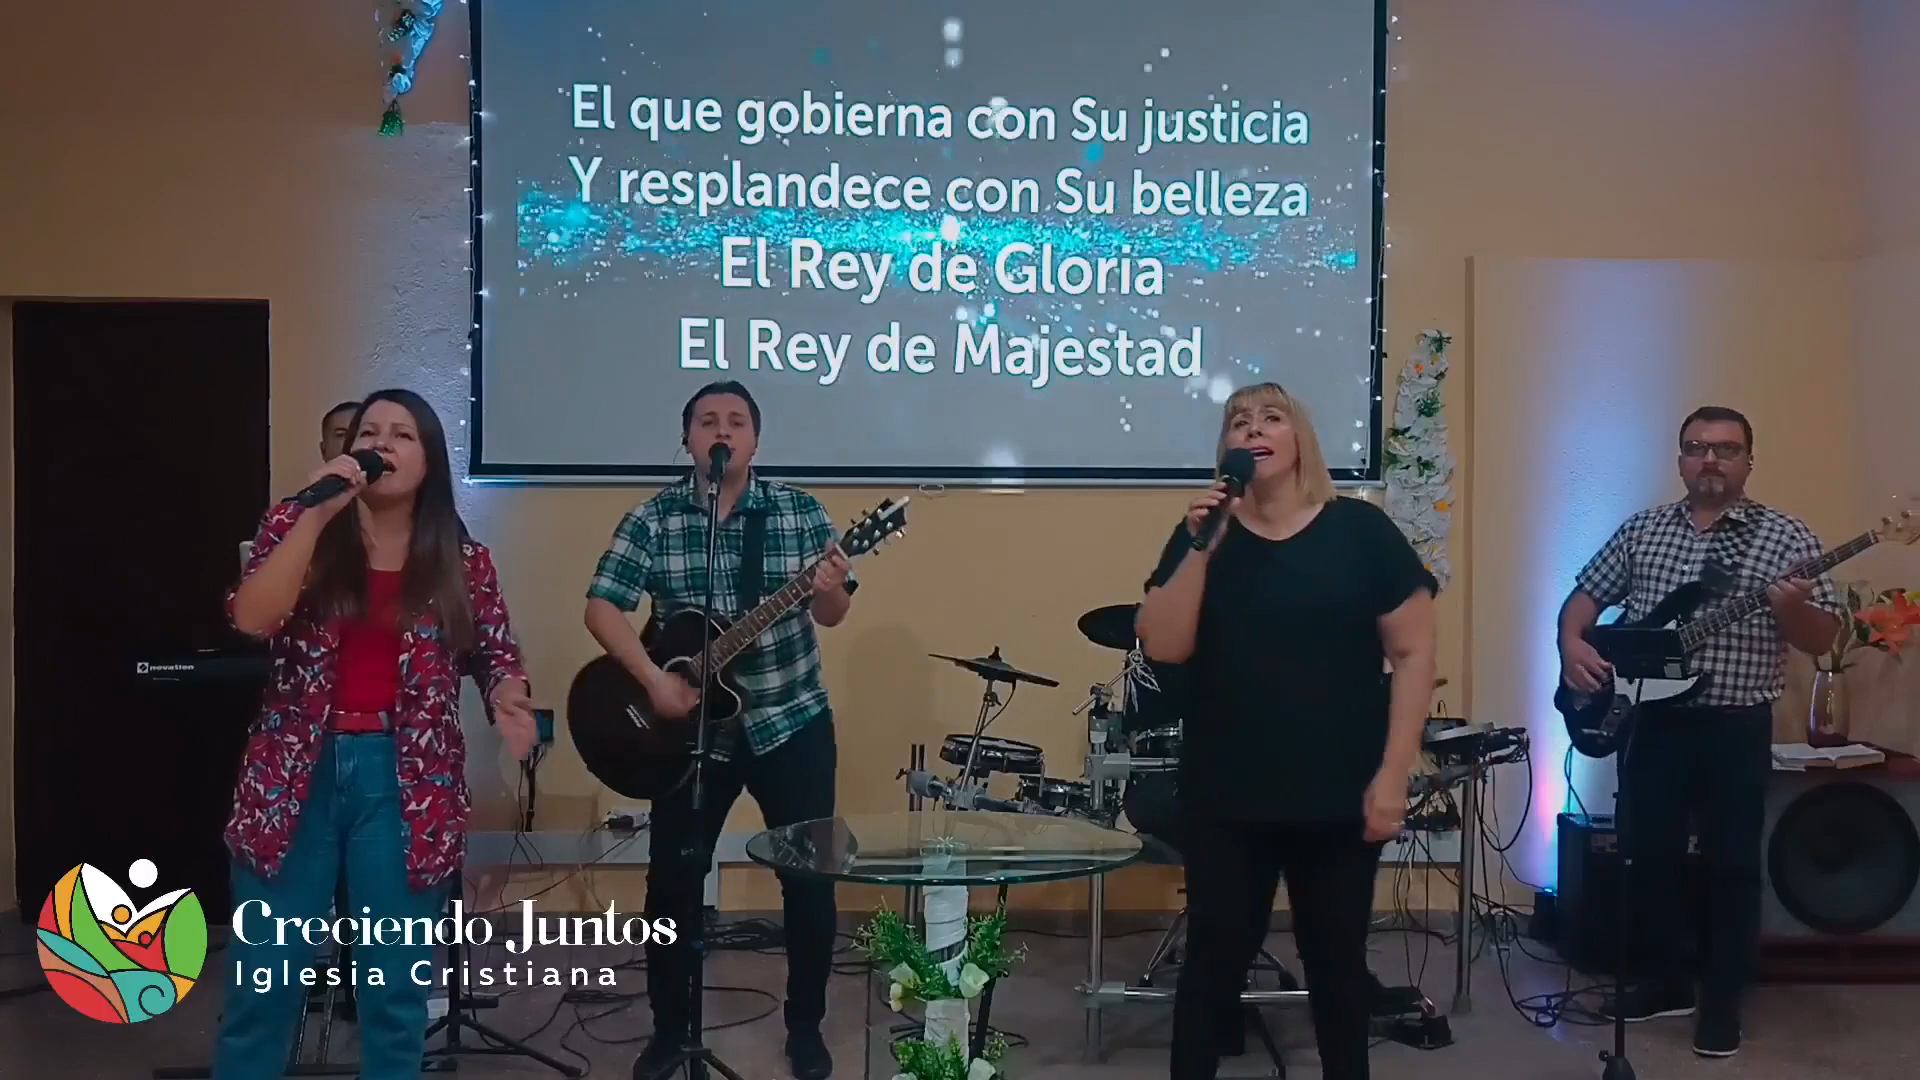 El que gobierna con Su justicia
Y resplandece con Su belleza
El Rey de Gloria
El Rey de Majestad
novation
Creciendo Juntos
Iglesia Cristiana